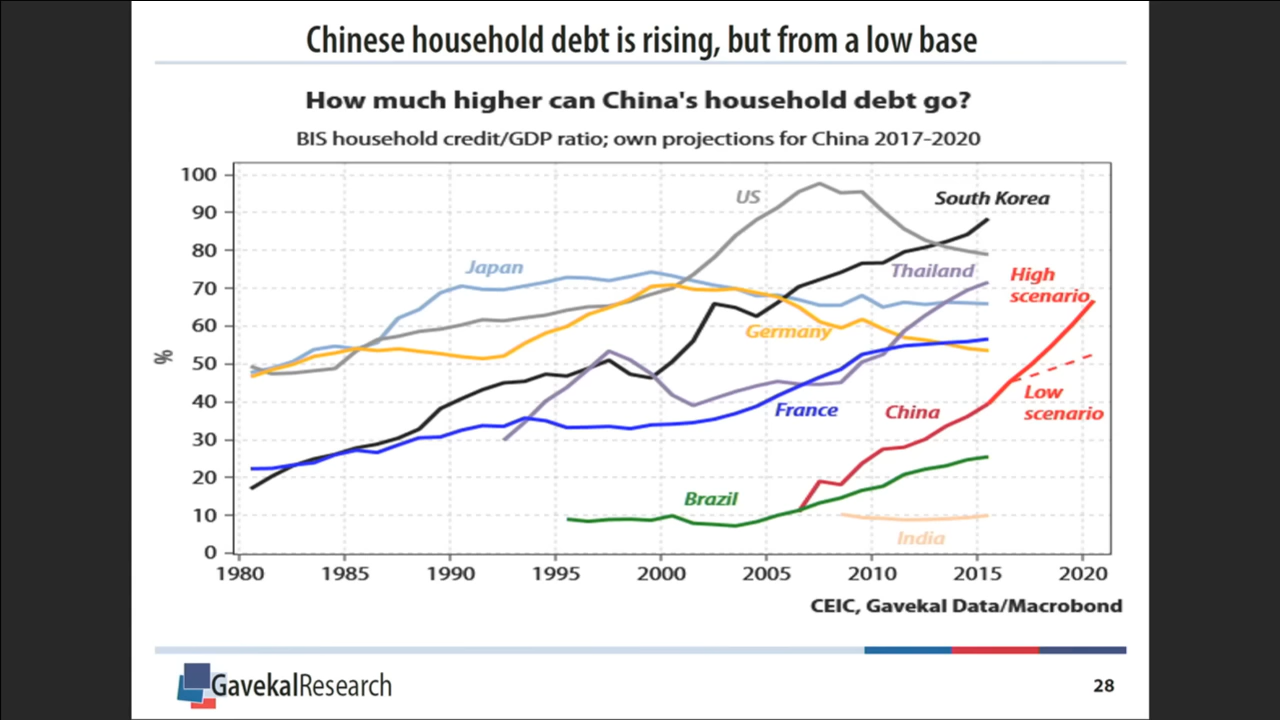 Chinese household debt is rising, but from a low base
How much higher can China's household debt go?
BIS household credit/GDP ratio; own projections for China 2017-2020
100
90
80
70
60
50
40
30
20
10
0
%
US
South Korea
Japan
Thailand
High
scenario
Germany
France
China
Low
scenario
Brazil
India
1980 1985 1990 1995 2000 2005 2010 2015 2020
CEIC, Gavekal Data/Macrobond
GavekalResearch
28